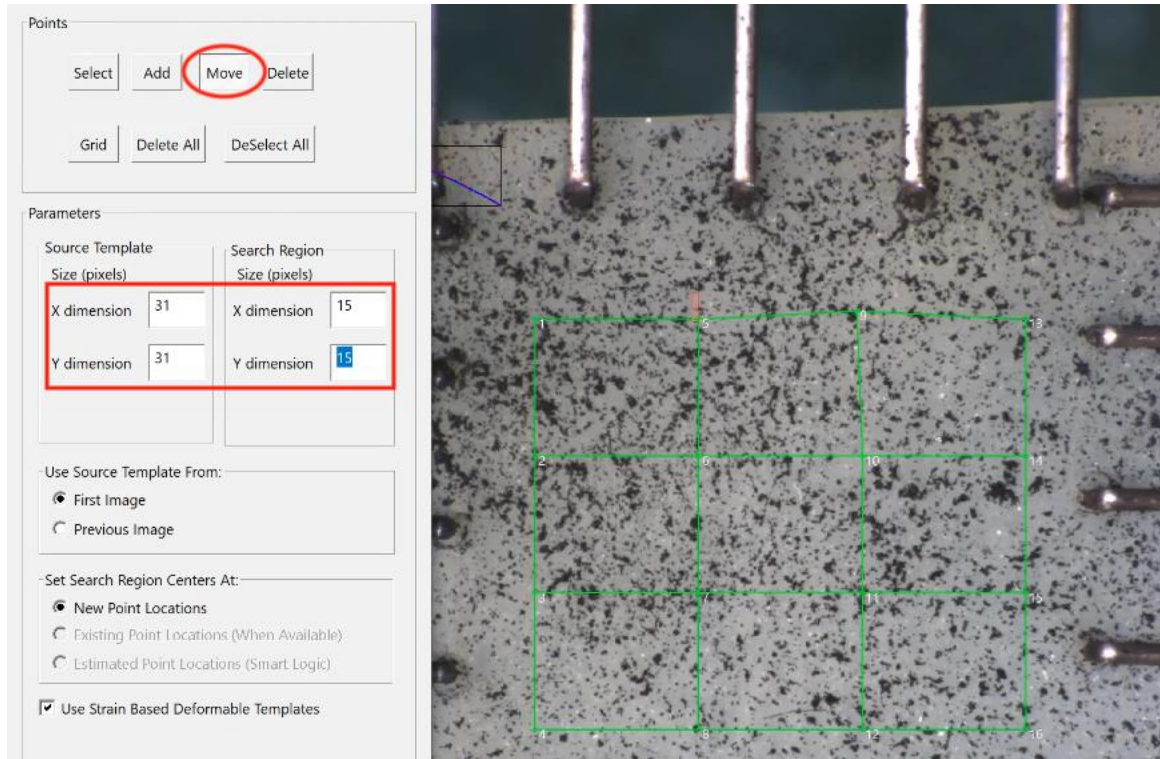 Points
Select Add Move Delete
Grid Delete All DeSelect All
Parameters
Source Template
Size (pixels)
X dimension 31
Y dimension 31
Search Region
Size (pixels)
X dimension 15
Y dimension 15
Use Source Template From:
First Image
Previous Image
Set Search Region Centers At:
New Point Locations
Existing Point Locations (When Available)
Estimated Point Locations (Smart Logic)
Use Strain Based Deformable Templates
1 5 9 13
2 6 10 14
3 7 11 15
4 8 12 16